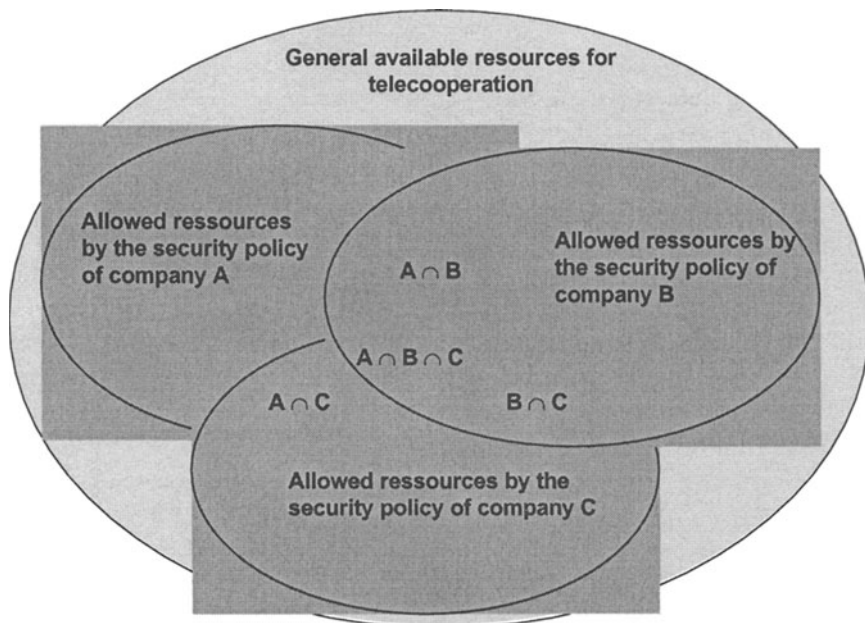 General available resources for
telecooperation
Allowed ressources
by the security policy
of company A
Allowed ressources by
the security policy of
company B
A ∩ B
A ∩ B ∩ C
A ∩ C
B ∩ C
Allowed ressources by the
security policy of company C